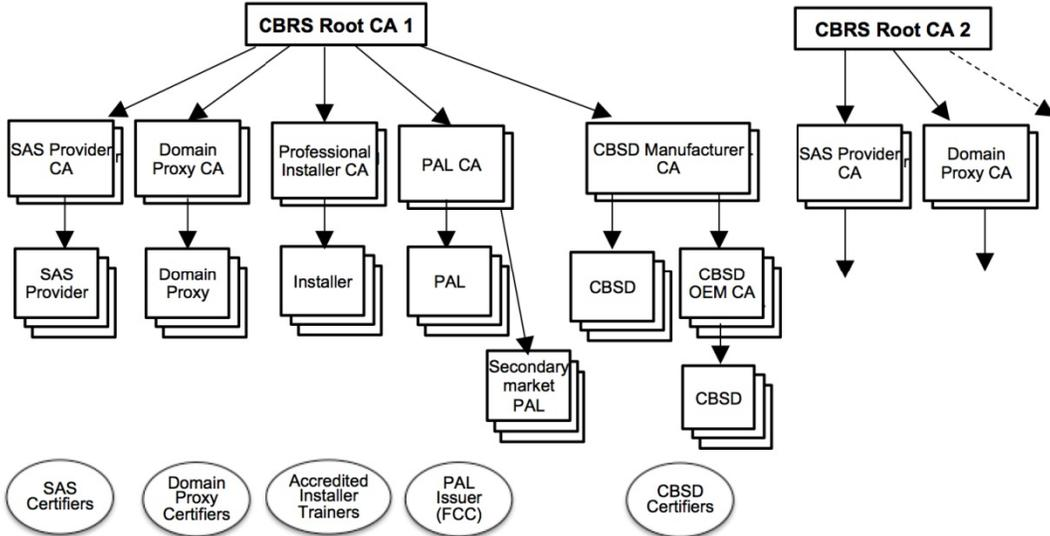 CBRS Root CA 1
CBRS Root CA 2
SAS Provider
CA
Domain
Proxy CA
Professional
Installer CA
PAL CA
CBSD Manufacturer
CA
SAS Provider
CA
Domain
Proxy CA
SAS
Provider
Domain
Proxy
Installer
PAL
CBSD
CBSD
OEM CA
Secondary
market
PAL
CBSD
SAS
Certifiers
Domain
Proxy
Certifiers
Accredited
Installer
Trainers
PAL
Issuer
(FCC)
CBSD
Certifiers